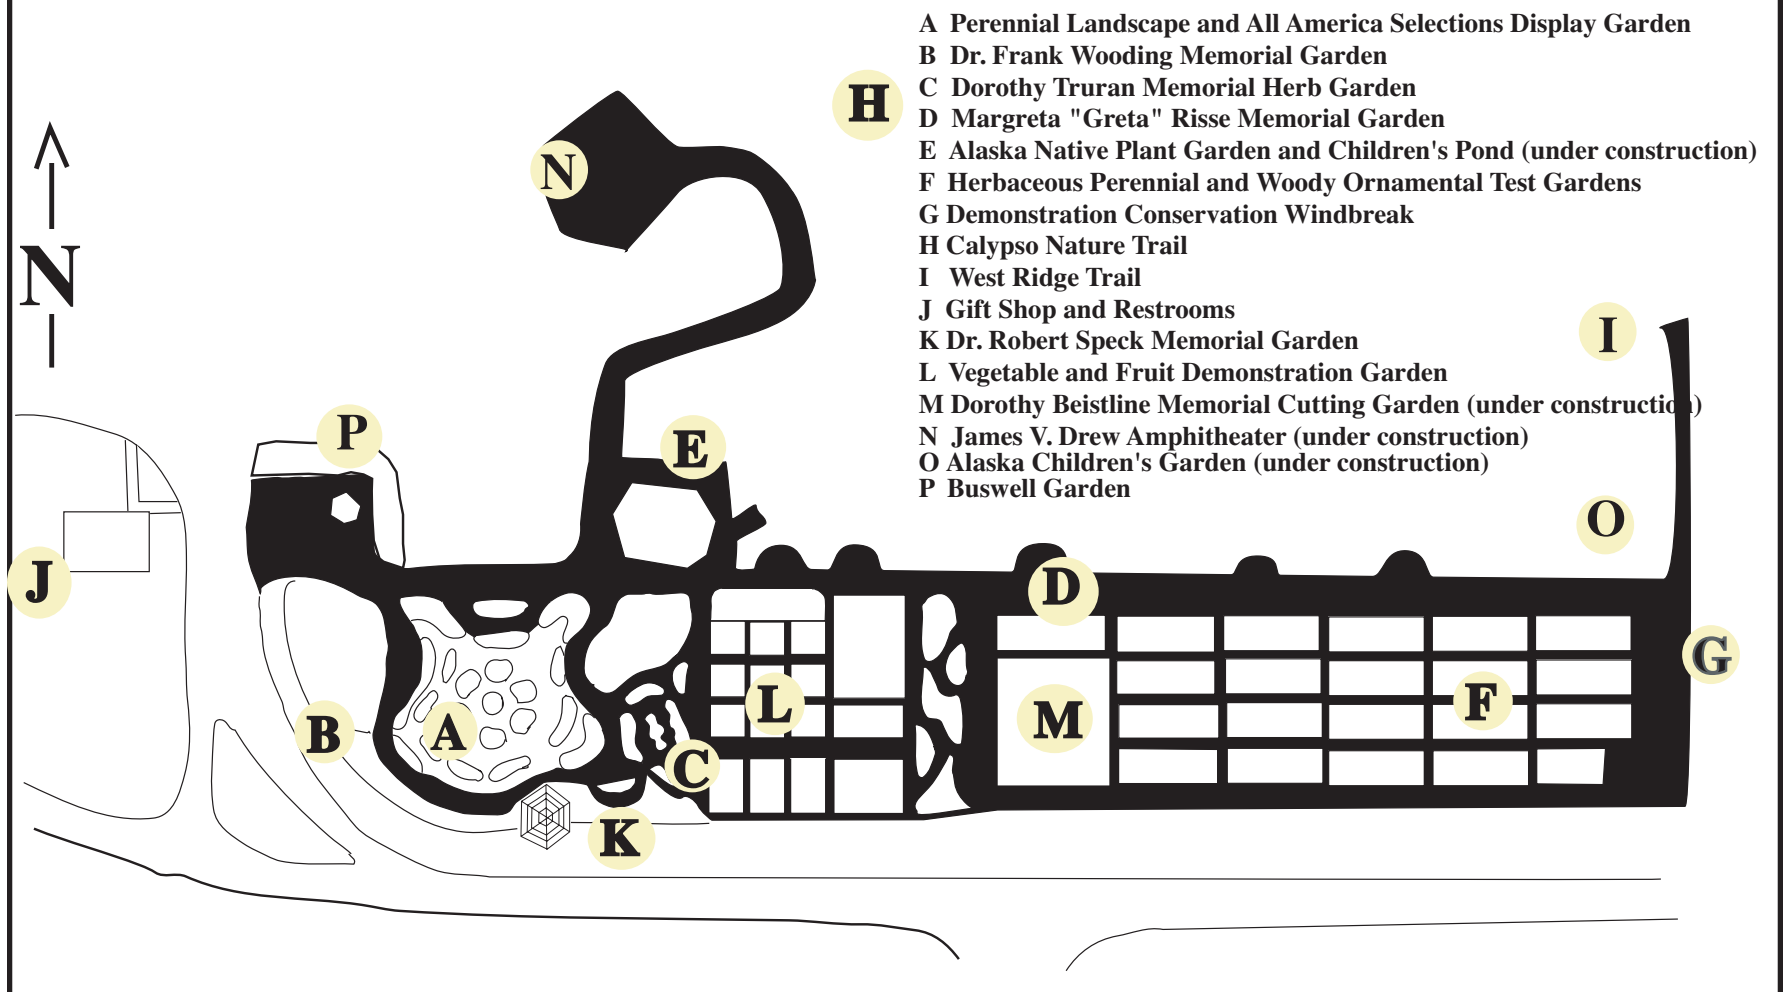 A Perennial Landscape and All America Selections Display Garden
B Dr. Frank Wooding Memorial Garden
C Dorothy Truran Memorial Herb Garden
D Margreta "Greta" Risse Memorial Garden
E Alaska Native Plant Garden and Children's Pond (under construction)
F Herbaceous Perennial and Woody Ornamental Test Gardens
G Demonstration Conservation Windbreak
H Calypso Nature Trail
I West Ridge Trail
J Gift Shop and Restrooms
K Dr. Robert Speck Memorial Garden
L Vegetable and Fruit Demonstration Garden
M Dorothy Beistline Memorial Cutting Garden (under construction)
N James V. Drew Amphitheater (under construction)
O Alaska Children's Garden (under construction)
P Buswell Garden
H
N
N
I
P
E
O
J
D
G
L
F
B
A
M
C
K